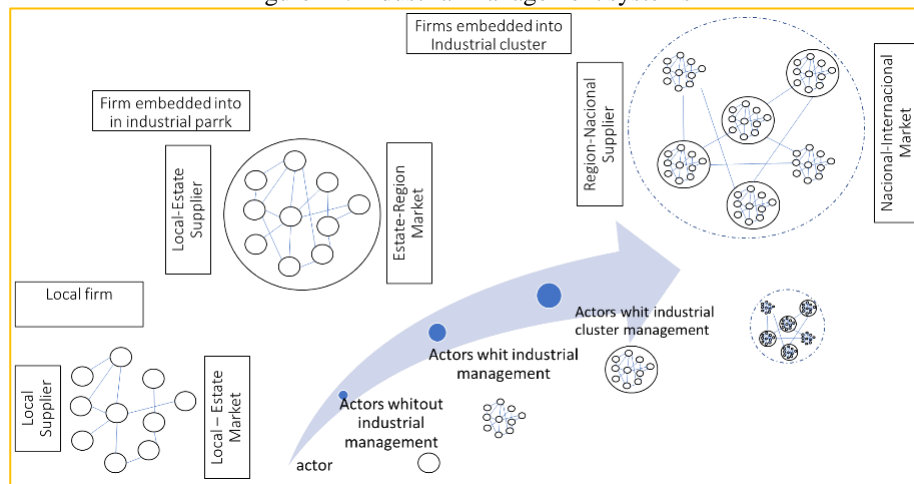 Firms embedded into
Industrial cluster
Firm embedded into
in industrial parrk
Region-Nacional
Supplier
Nacional-Internacional
Market
Local-Estate
Supplier
Estate-Region
Market
Local firm
Local
Supplier
Local – Estate
Market
Actors whit industrial
cluster management
Actors whit industrial
management
Actors whitout
industrial
management
actor